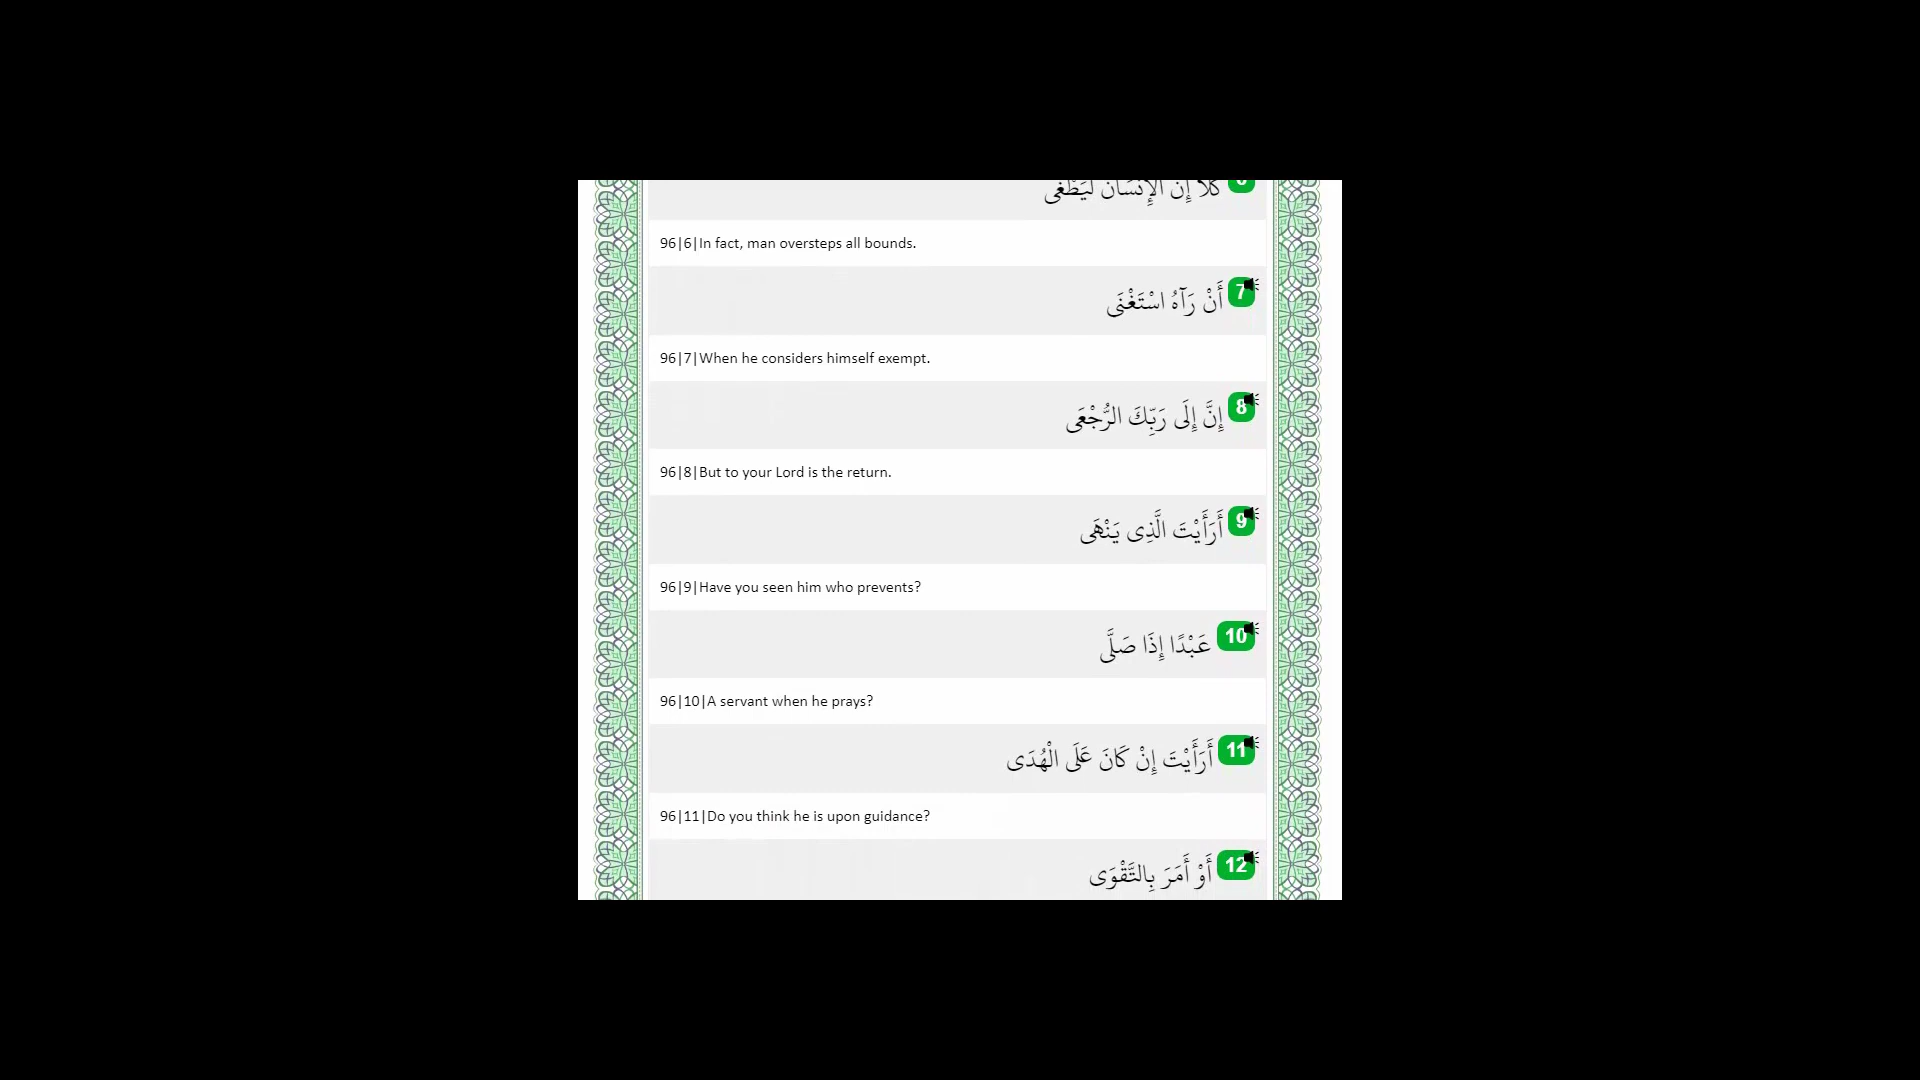 كَلَّا إِنَّ الْإِنْسَانَ لَيَطْغَى 6
96|6|In fact, man oversteps all bounds.
أَنْ رَآهُ اسْتَغْنَى 7
96|7|When he considers himself exempt.
إِنَّ إِلَى رَبِّكَ الرُّجْعَى 8
96|8|But to your Lord is the return.
أَرَأَيْتَ الَّذِى يَنْهَى 9
96|9|Have you seen him who prevents?
عَبْدًا إِذَا صَلَّى 10
96|10|A servant when he prays?
أَرَأَيْتَ إِنْ كَانَ عَلَى الْهُدَى 11
96|11|Do you think he is upon guidance?
أَوْ أَمَرَ بِالتَّقْوَى 12